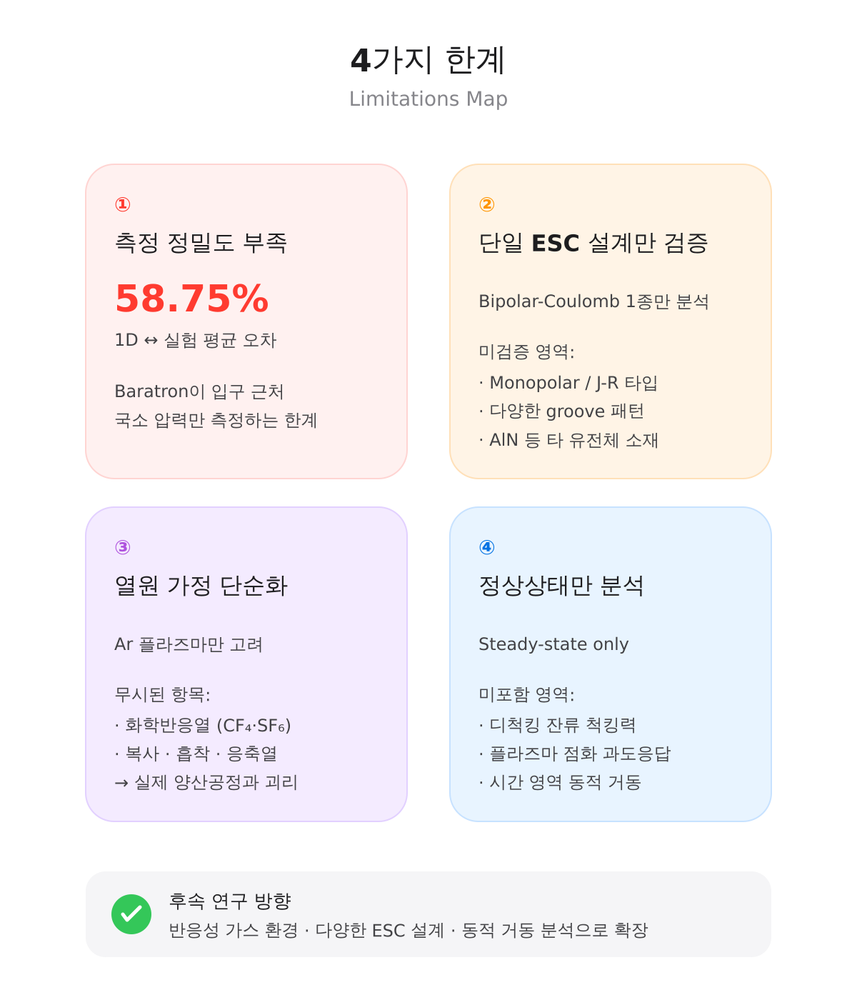 4가지 한계
Limitations Map
①
측정 정밀도 부족
58.75%
1D ↔ 실험 평균 오차
Baratron이 입구 근처
국소 압력만 측정하는 한계
②
단일 ESC 설계만 검증
Bipolar-Coulomb 1종만 분석
미검증 영역:
· Monopolar / J-R 타입
· 다양한 groove 패턴
· AlN 등 타 유전체 소재
③
열원 가정 단순화
Ar 플라즈마만 고려
무시된 항목:
· 화학반응열 (CF₄·SF₆)
· 복사 · 흡착 · 응축열
→ 실제 양산공정과 괴리
④
정상상태만 분석
Steady-state only
미포함 영역:
· 디척킹 잔류 척킹력
· 플라즈마 점화 과도응답
· 시간 영역 동적 거동
후속 연구 방향
반응성 가스 환경 · 다양한 ESC 설계 · 동적 거동 분석으로 확장